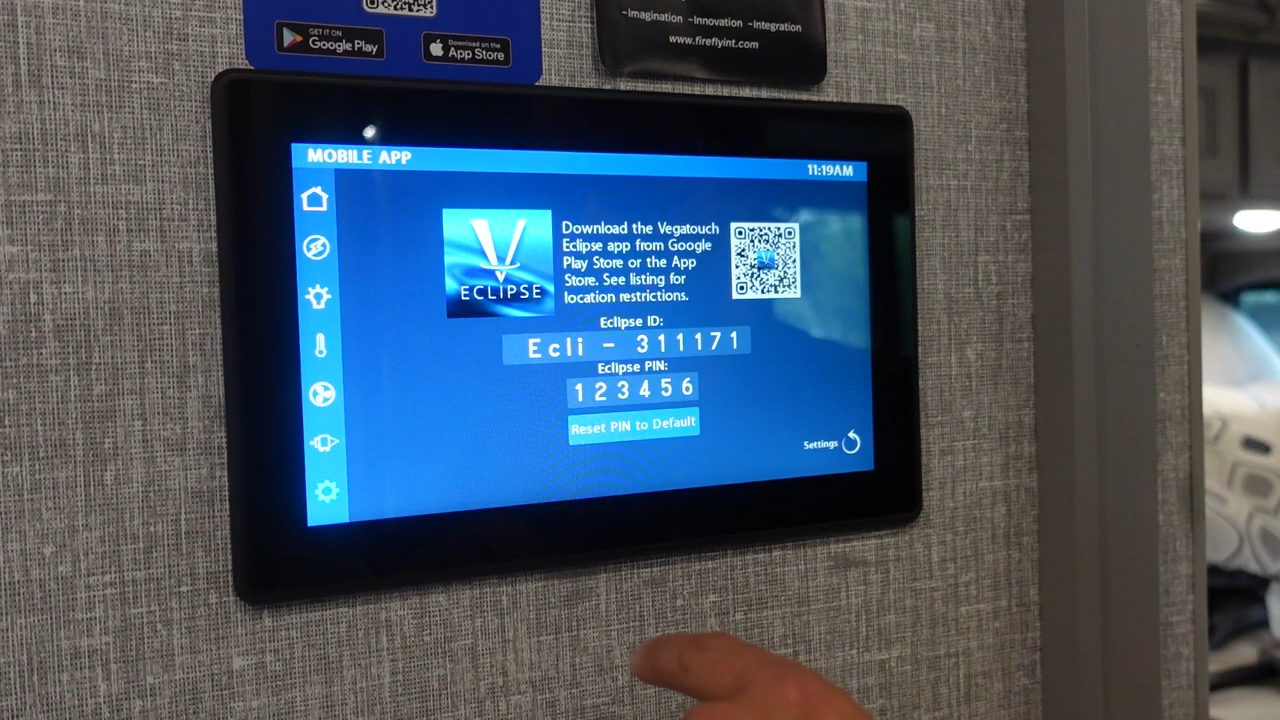 GET IT ON
Google Play
Download on the
App Store
~Imagination ~Innovation ~Integration
www.fireflyint.com
MOBILE APP
11:19AM
ECLIPSE
Download the Vegatouch
Eclipse app from Google
Play Store or the App
Store. See listing for
location restrictions.
Eclipse ID:
Ecli - 311171
Eclipse PIN:
123456
Reset PIN to Default
Settings